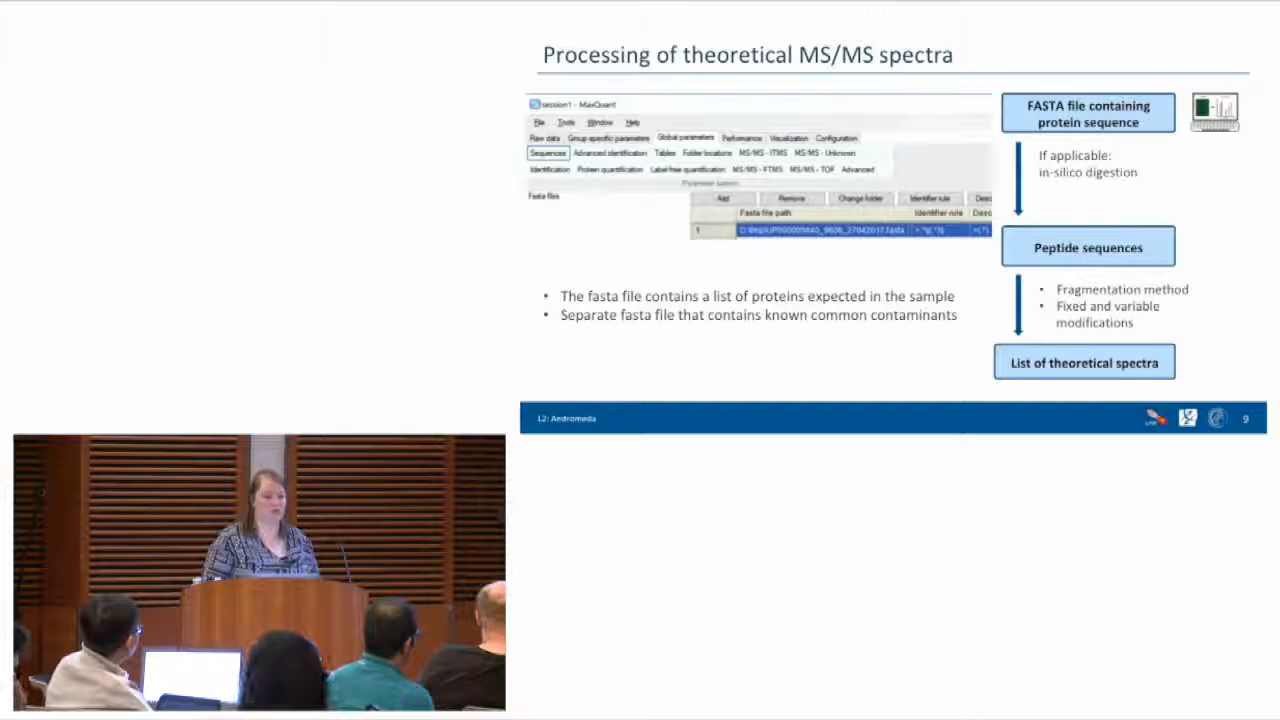 Processing of theoretical MS/MS spectra
session1 - MaxQuant
File Tools Window Help
Raw data Group-specific parameters Global parameters Performance Visualization Configuration
Sequences Advanced identification Tables Folder locations MS/MS - ITMS MS/MS - Unknown
Identification Protein quantification Label free quantification MS/MS - FTMS MS/MS - TOF Advanced
Parameter section
Fasta files
Add Remove Change folder Identifier rule
Fasta file path Identifier rule Desc
1
• The fasta file contains a list of proteins expected in the sample
• Separate fasta file that contains known common contaminants
FASTA file containing
protein sequence
If applicable:
in-silico digestion
Peptide sequences
• Fragmentation method
• Fixed and variable
modifications
List of theoretical spectra
L2: Andromeda
9